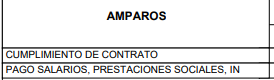 AMPAROS
CUMPLIMIENTO DE CONTRATO
PAGO SALARIOS, PRESTACIONES SOCIALES, IN